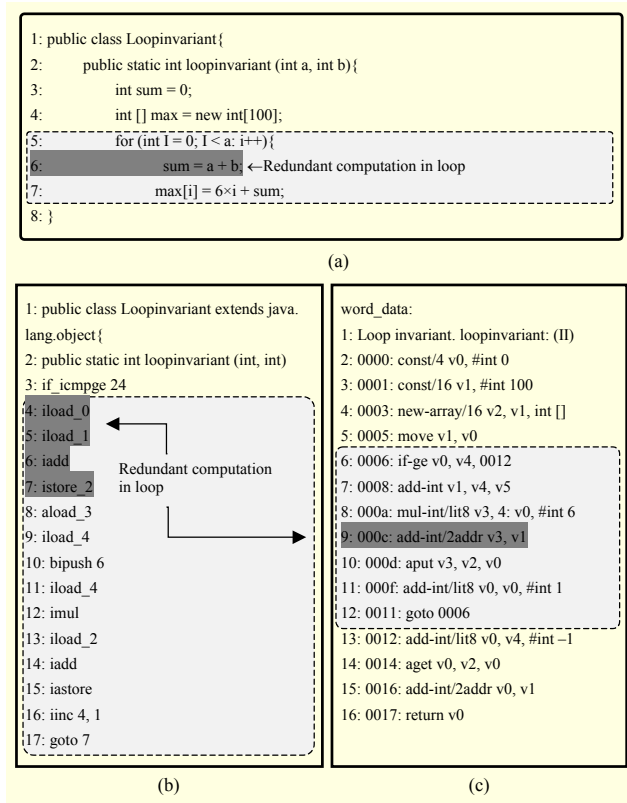 1: public class Loopinvariant{
2: public static int loopinvariant (int a, int b){
3: int sum = 0;
4: int [] max = new int[100];
5: for (int I = 0; I < a: i++){
6: sum = a + b; ←Redundant computation in loop
7: max[i] = 6×i + sum;
8: }
(a)
1: public class Loopinvariant extends java.
lang.object{
2: public static int loopinvariant (int, int)
3: if_icmpge 24
4: iload_0
5: iload_1
6: iadd
7: istore_2
Redundant computation
in loop
8: aload_3
9: iload_4
10: bipush 6
11: iload_4
12: imul
13: iload_2
14: iadd
15: iastore
16: iinc 4, 1
17: goto 7
(b)
word_data:
1: Loop invariant. loopinvariant: (II)
2: 0000: const/4 v0, #int 0
3: 0001: const/16 v1, #int 100
4: 0003: new-array/16 v2, v1, int []
5: 0005: move v1, v0
6: 0006: if-ge v0, v4, 0012
7: 0008: add-int v1, v4, v5
8: 000a: mul-int/lit8 v3, 4: v0, #int 6
9: 000c: add-int/2addr v3, v1
10: 000d: aput v3, v2, v0
11: 000f: add-int/lit8 v0, v0, #int 1
12: 0011: goto 0006
13: 0012: add-int/lit8 v0, v4, #int −1
14: 0014: aget v0, v2, v0
15: 0016: add-int/2addr v0, v1
16: 0017: return v0
(c)